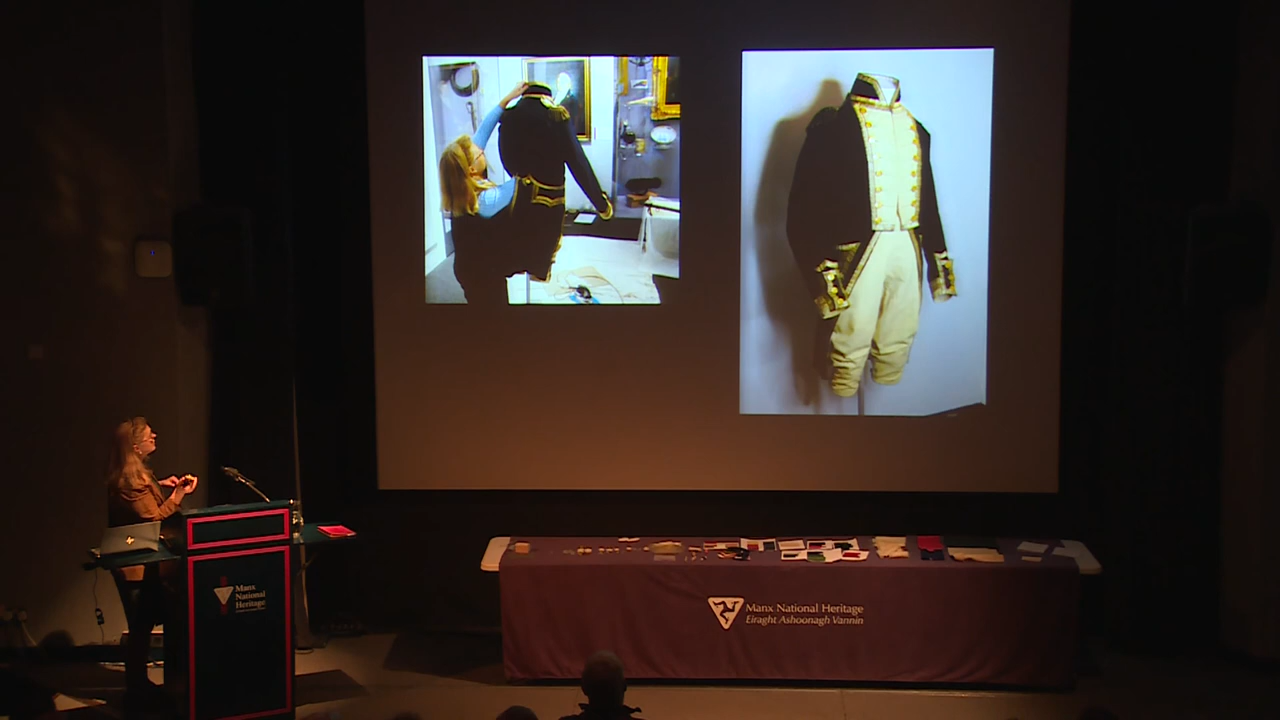 Manx
National
Heritage
Manx National Heritage
Eiraght Ashoonagh Vannin